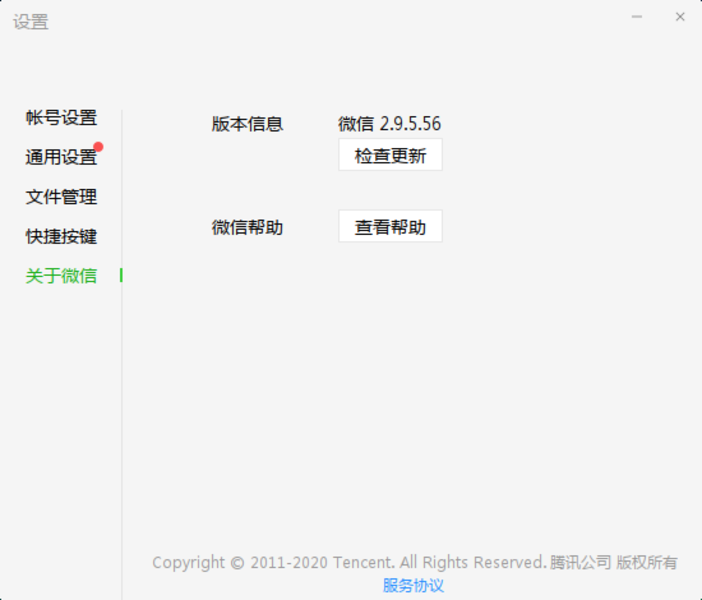 设置
帐号设置
通用设置
文件管理
快捷按键
关于微信
版本信息 微信 2.9.5.56
检查更新
微信帮助 查看帮助
Copyright © 2011-2020 Tencent. All Rights Reserved. 腾讯公司 版权所有
服务协议